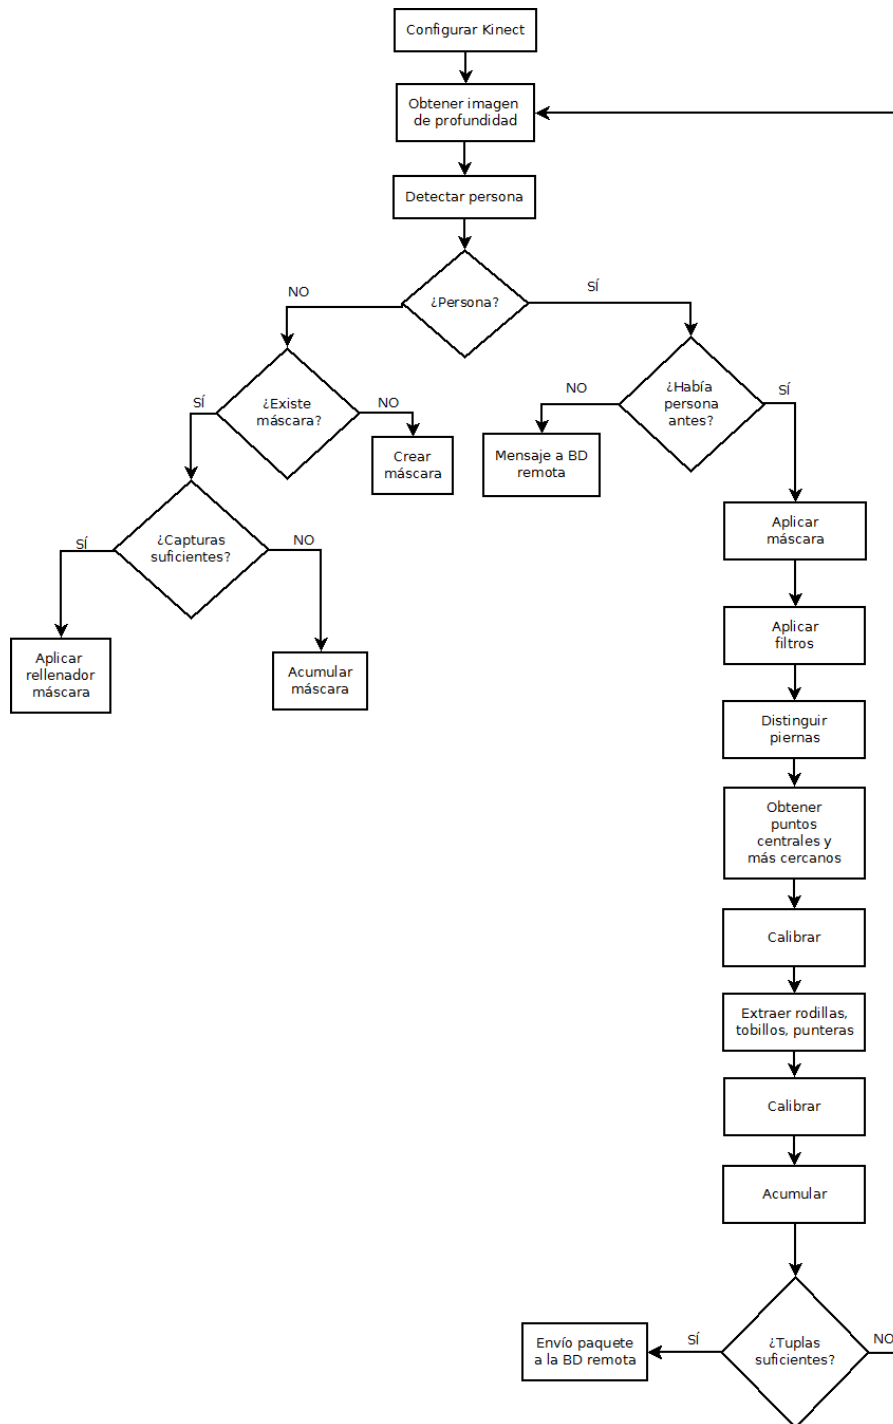 Configurar Kinect
Obtener imagen
de profundidad
Detectar persona
¿Persona?
NO
SÍ
¿Existe
máscara?
SÍ
NO
¿Había
persona
antes?
NO
SÍ
Crear
máscara
Mensaje a BD
remota
¿Capturas
suficientes?
SÍ
NO
Aplicar
máscara
Aplicar
rellenador
máscara
Acumular
máscara
Aplicar
filtros
Distinguir
piernas
Obtener
puntos
centrales y
más cercanos
Calibrar
Extraer rodillas,
tobillos, punteras
Calibrar
Acumular
¿Tuplas
suficientes?
SÍ
NO
Envío paquete
a la BD remota